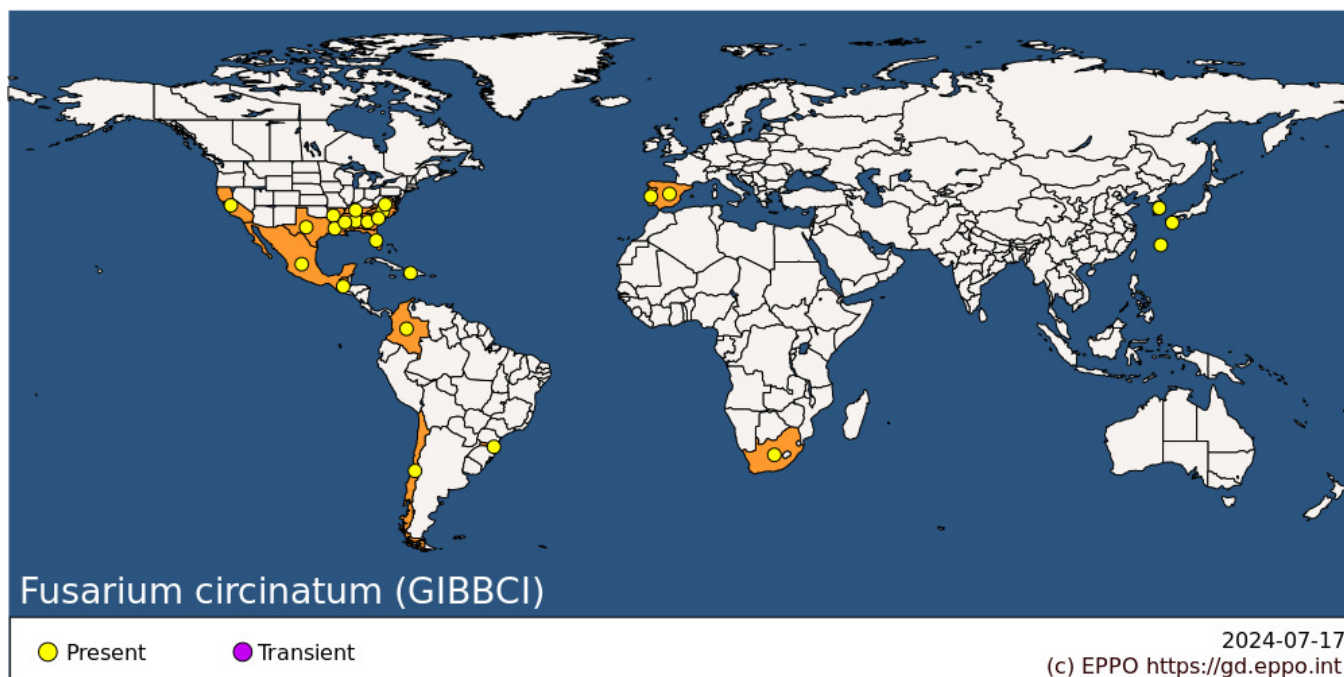 Fusarium circinatum (GIBBCI)
Present
Transient
2024-07-17
(c) EPPO https://gd.eppo.int